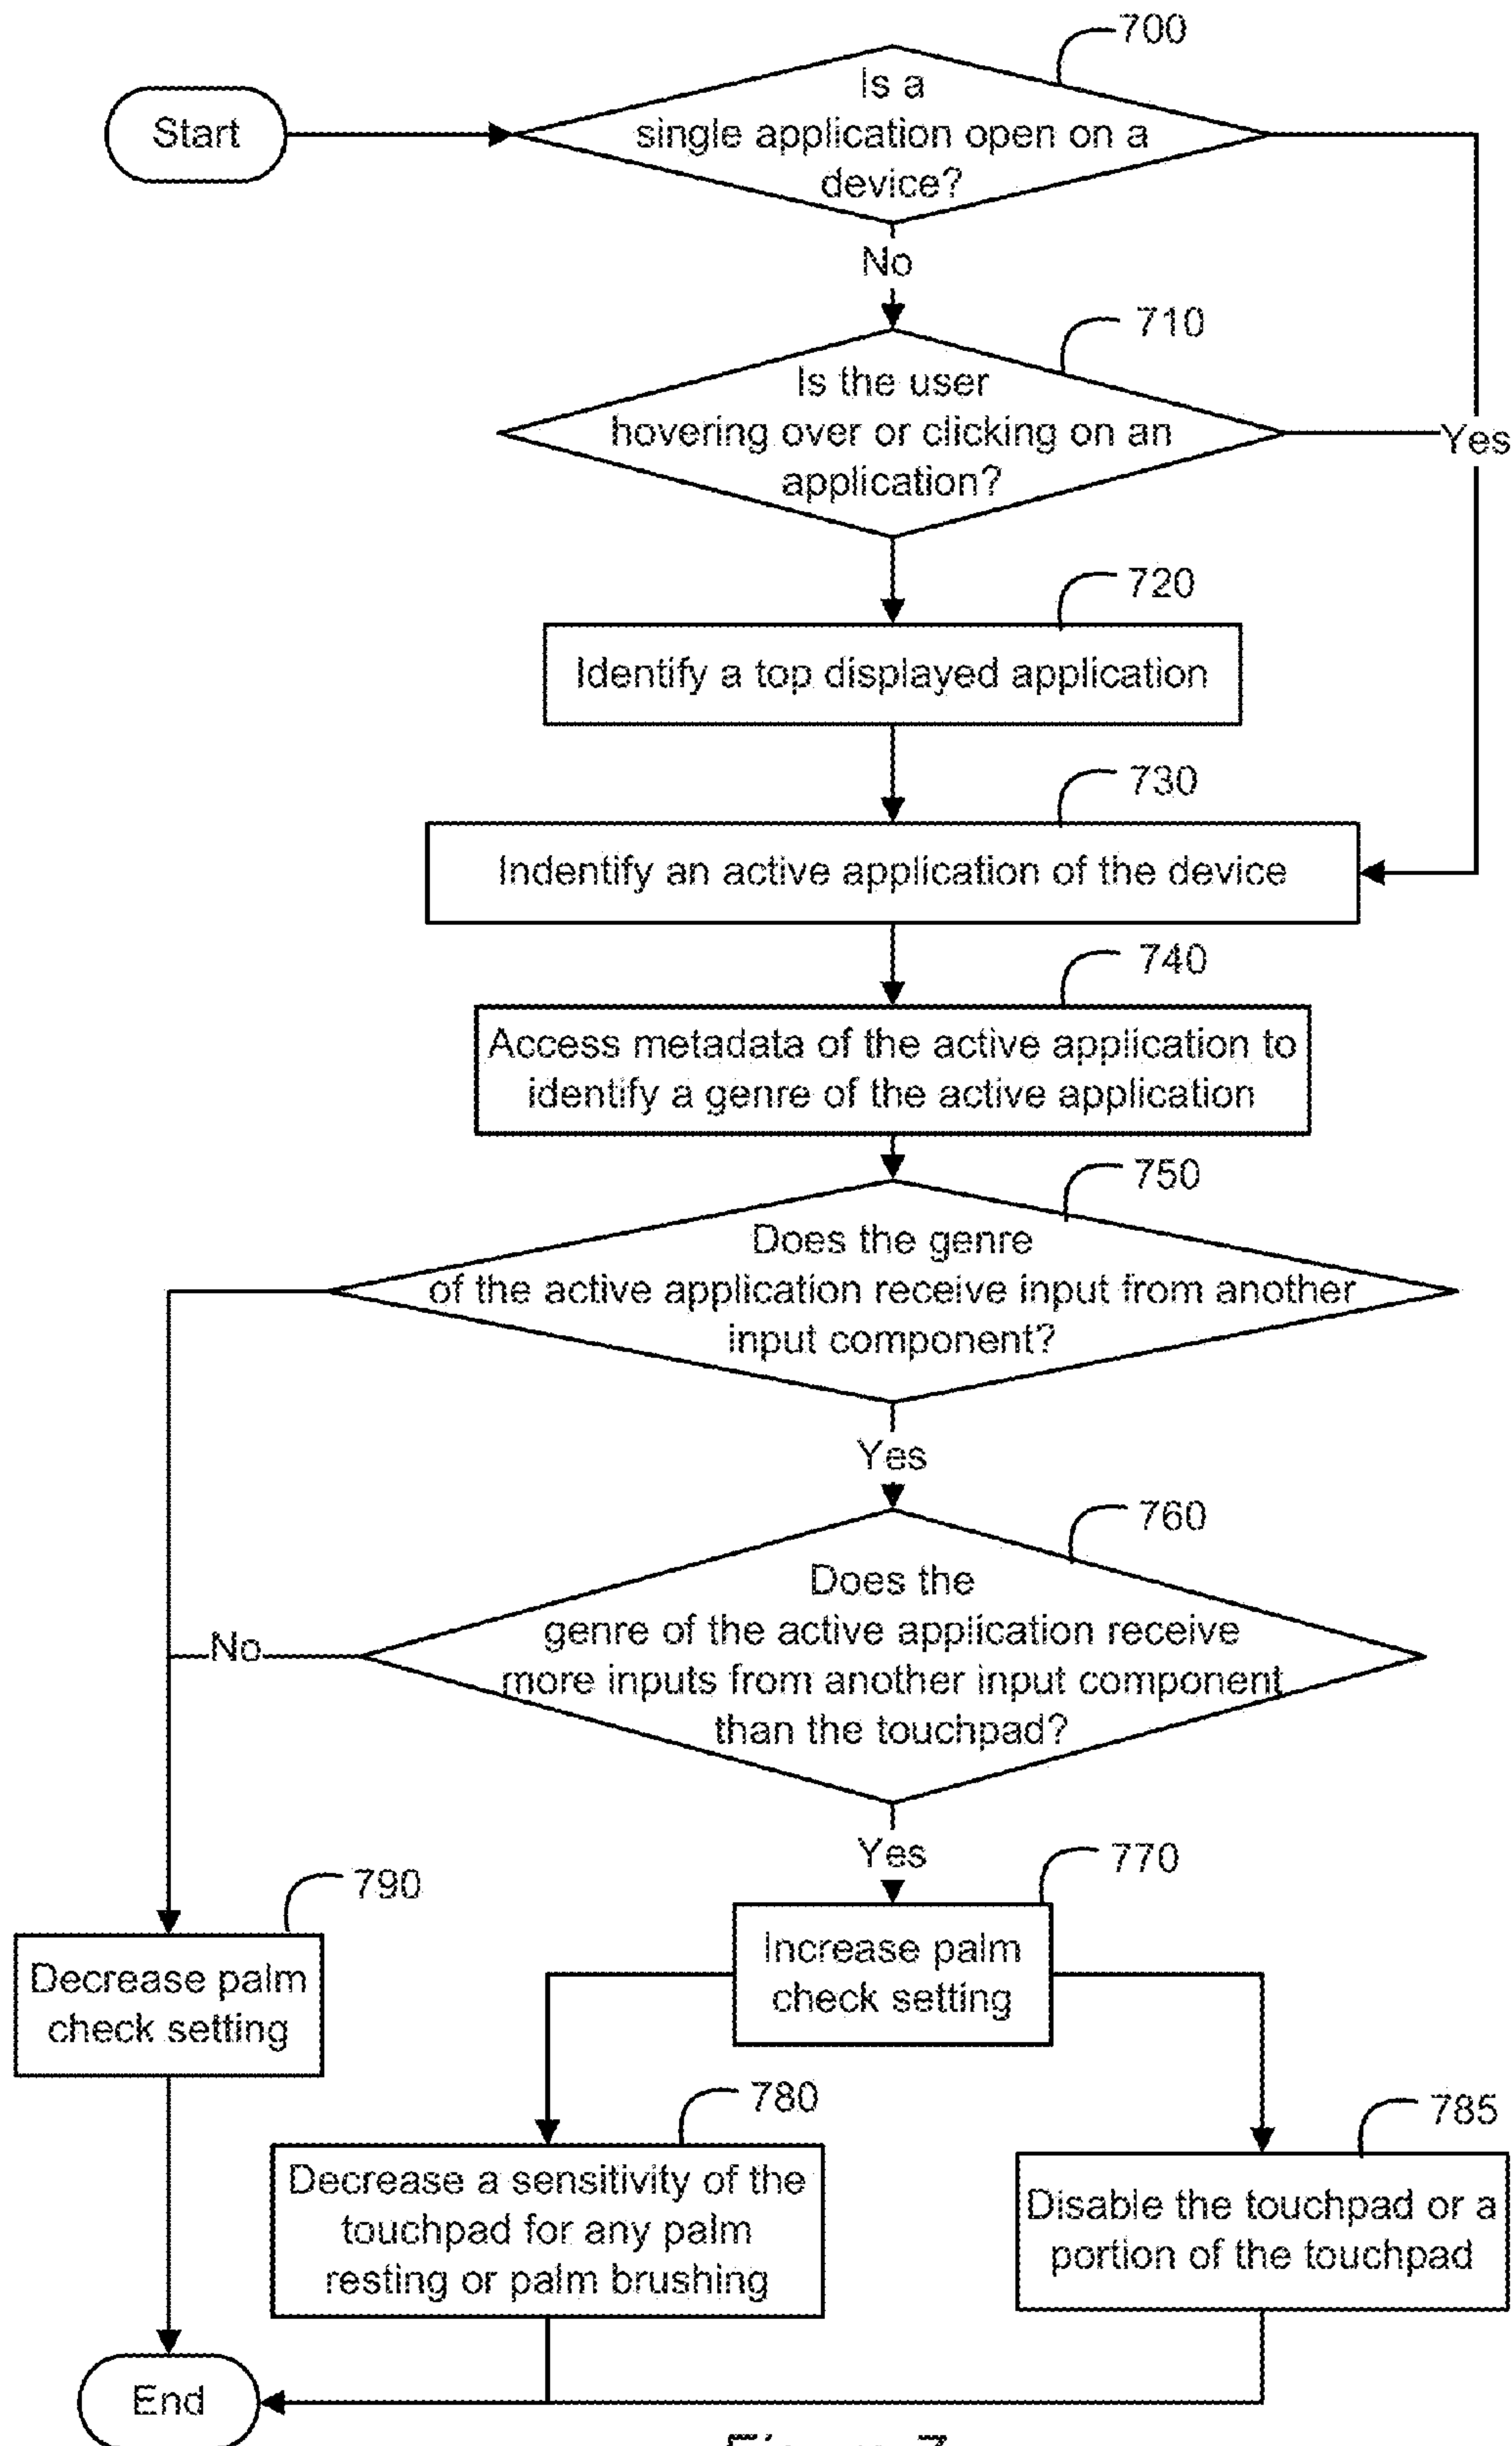 700
Start
Is a
single application open on a
device?
No
710
Is the user
hovering over or clicking on an
application?
Yes
720
Identify a top displayed application
730
Indentify an active application of the device
740
Access metadata of the active application to
identify a genre of the active application
750
Does the genre
of the active application receive input from another
input component?
Yes
760
Does the
genre of the active application receive
more inputs from another input component
than the touchpad?
No
Yes
770
790
Increase palm
check setting
Decrease palm
check setting
780
785
Decrease a sensitivity of the
touchpad for any palm
resting or palm brushing
Disable the touchpad or a
portion of the touchpad
End